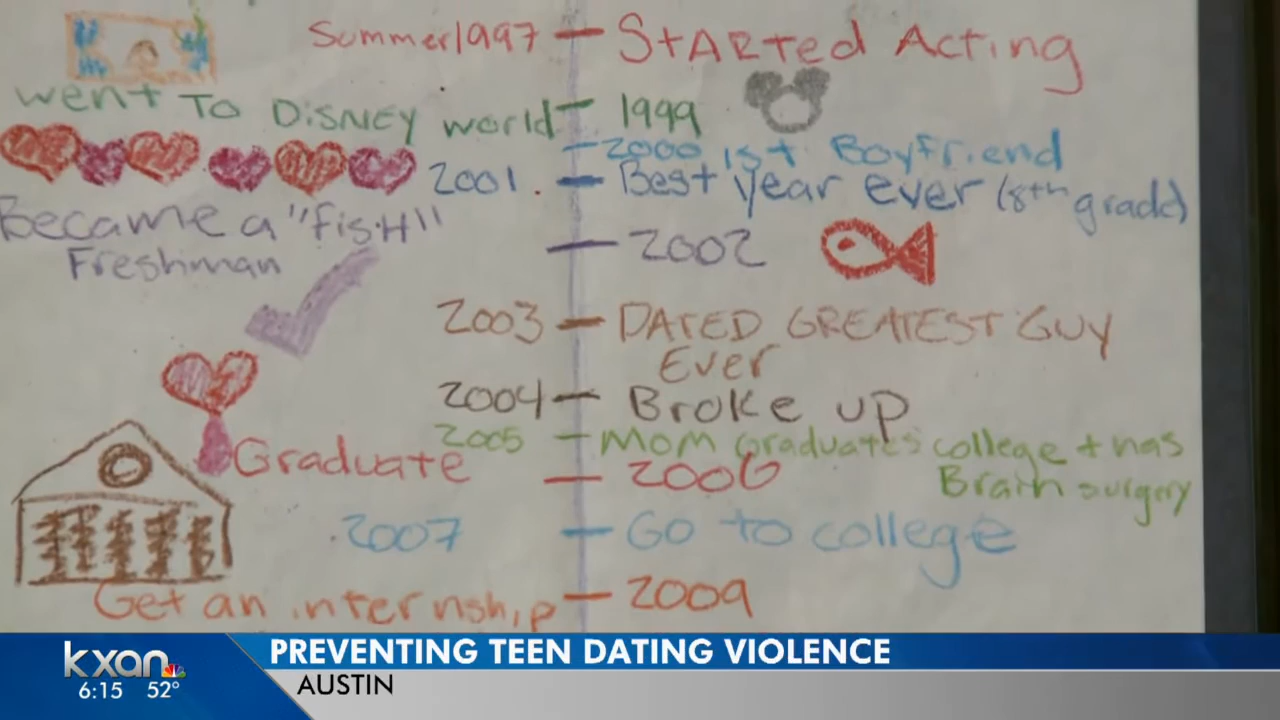 Summer 1997 — Started Acting
went To Disney world — 1999
— 2000 1st Boyfriend
2001. — Best year ever (8th grade)
Became a "fisH" — 2002
Freshman
2003 — DATED GREATEST GUY
Ever
2004 — Broke up
2005 — Mom Graduates college + has
Brain surgery
Graduate — 2006
2007 — Go to college
Get an internship — 2009
kxan
6:15 52°
PREVENTING TEEN DATING VIOLENCE
AUSTIN